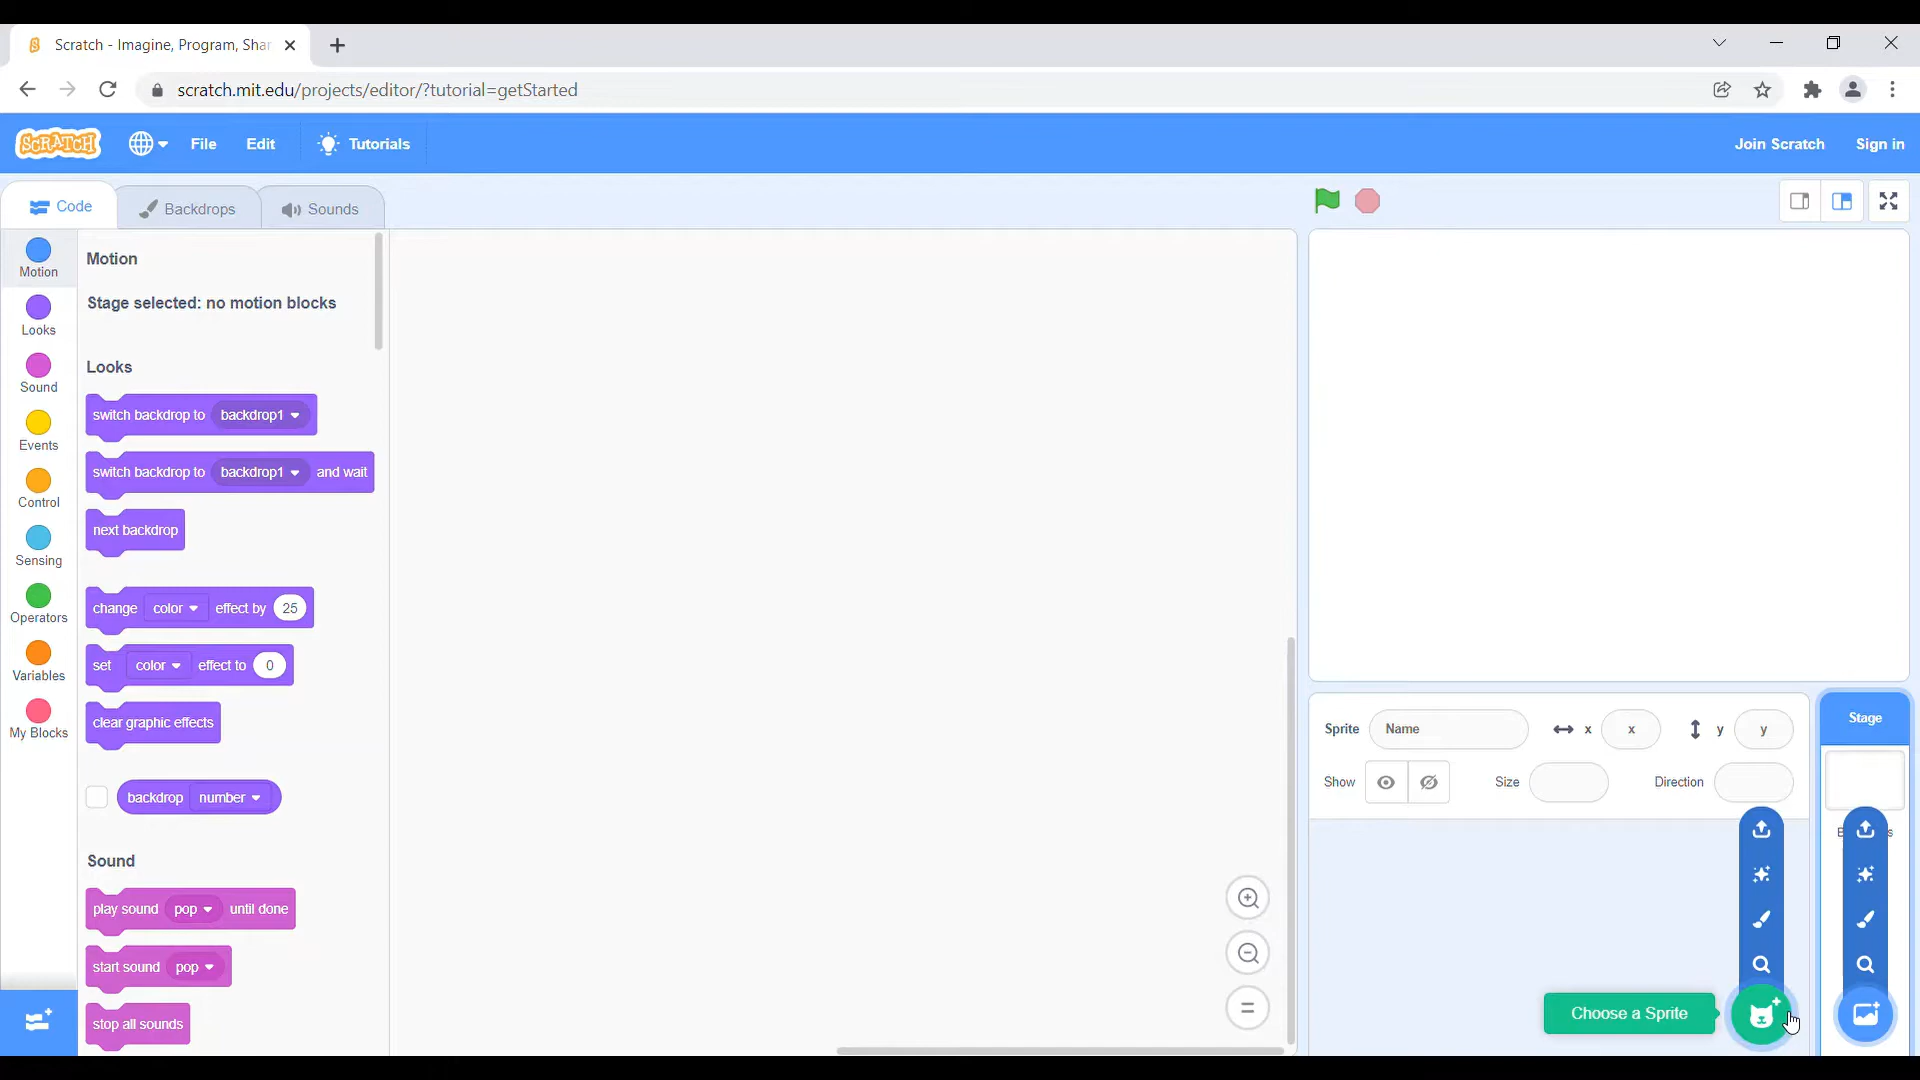 Scratch - Imagine, Program, Shar
scratch.mit.edu/projects/editor/?tutorial=getStarted
SCRATCH File Edit Tutorials Join Scratch Sign in
Code Backdrops Sounds
Motion
Looks
Sound
Events
Control
Sensing
Operators
Variables
My Blocks
Motion
Stage selected: no motion blocks
Looks
switch backdrop to backdrop1
switch backdrop to backdrop1 and wait
next backdrop
change color effect by 25
set color effect to 0
clear graphic effects
backdrop number
Sound
play sound pop until done
start sound pop
stop all sounds
Sprite Name x x y y
Show Size Direction
Stage
Choose a Sprite